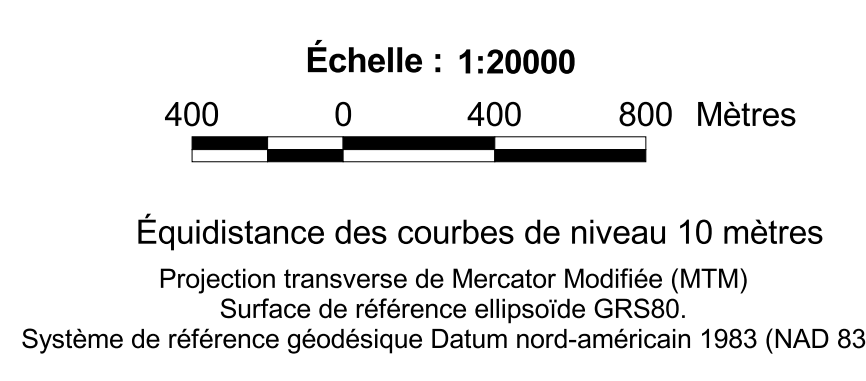 Échelle : 1:20000
400 0 400 800 Mètres
Équidistance des courbes de niveau 10 mètres
Projection transverse de Mercator Modifiée (MTM)
Surface de référence ellipsoïde GRS80.
Système de référence géodésique Datum nord-américain 1983 (NAD 83